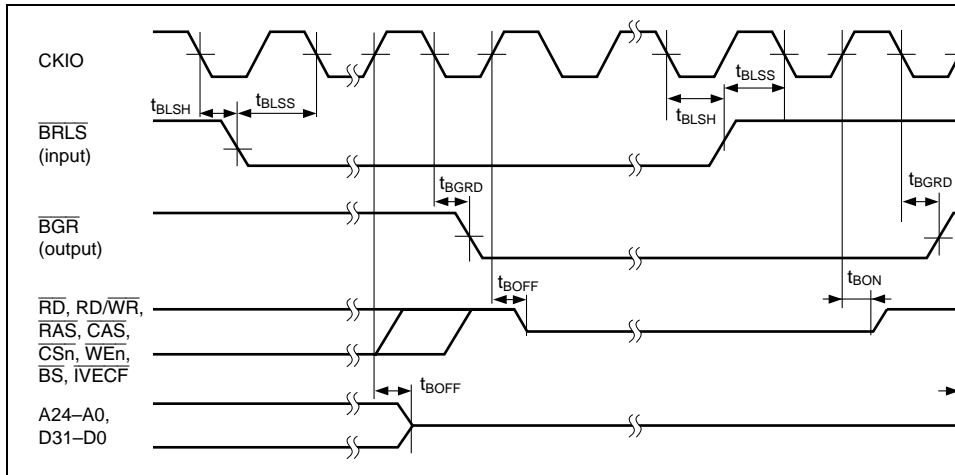 CKIO
tBLSH
tBLSS
tBLSS
tBLSH
BRLS
(input)
tBGRD
tBGRD
BGR
(output)
tBOFF
tBON
RD, RD/WR,
RAS, CAS,
CSn, WEn,
BS, IVECF
tBOFF
A24–A0,
D31–D0